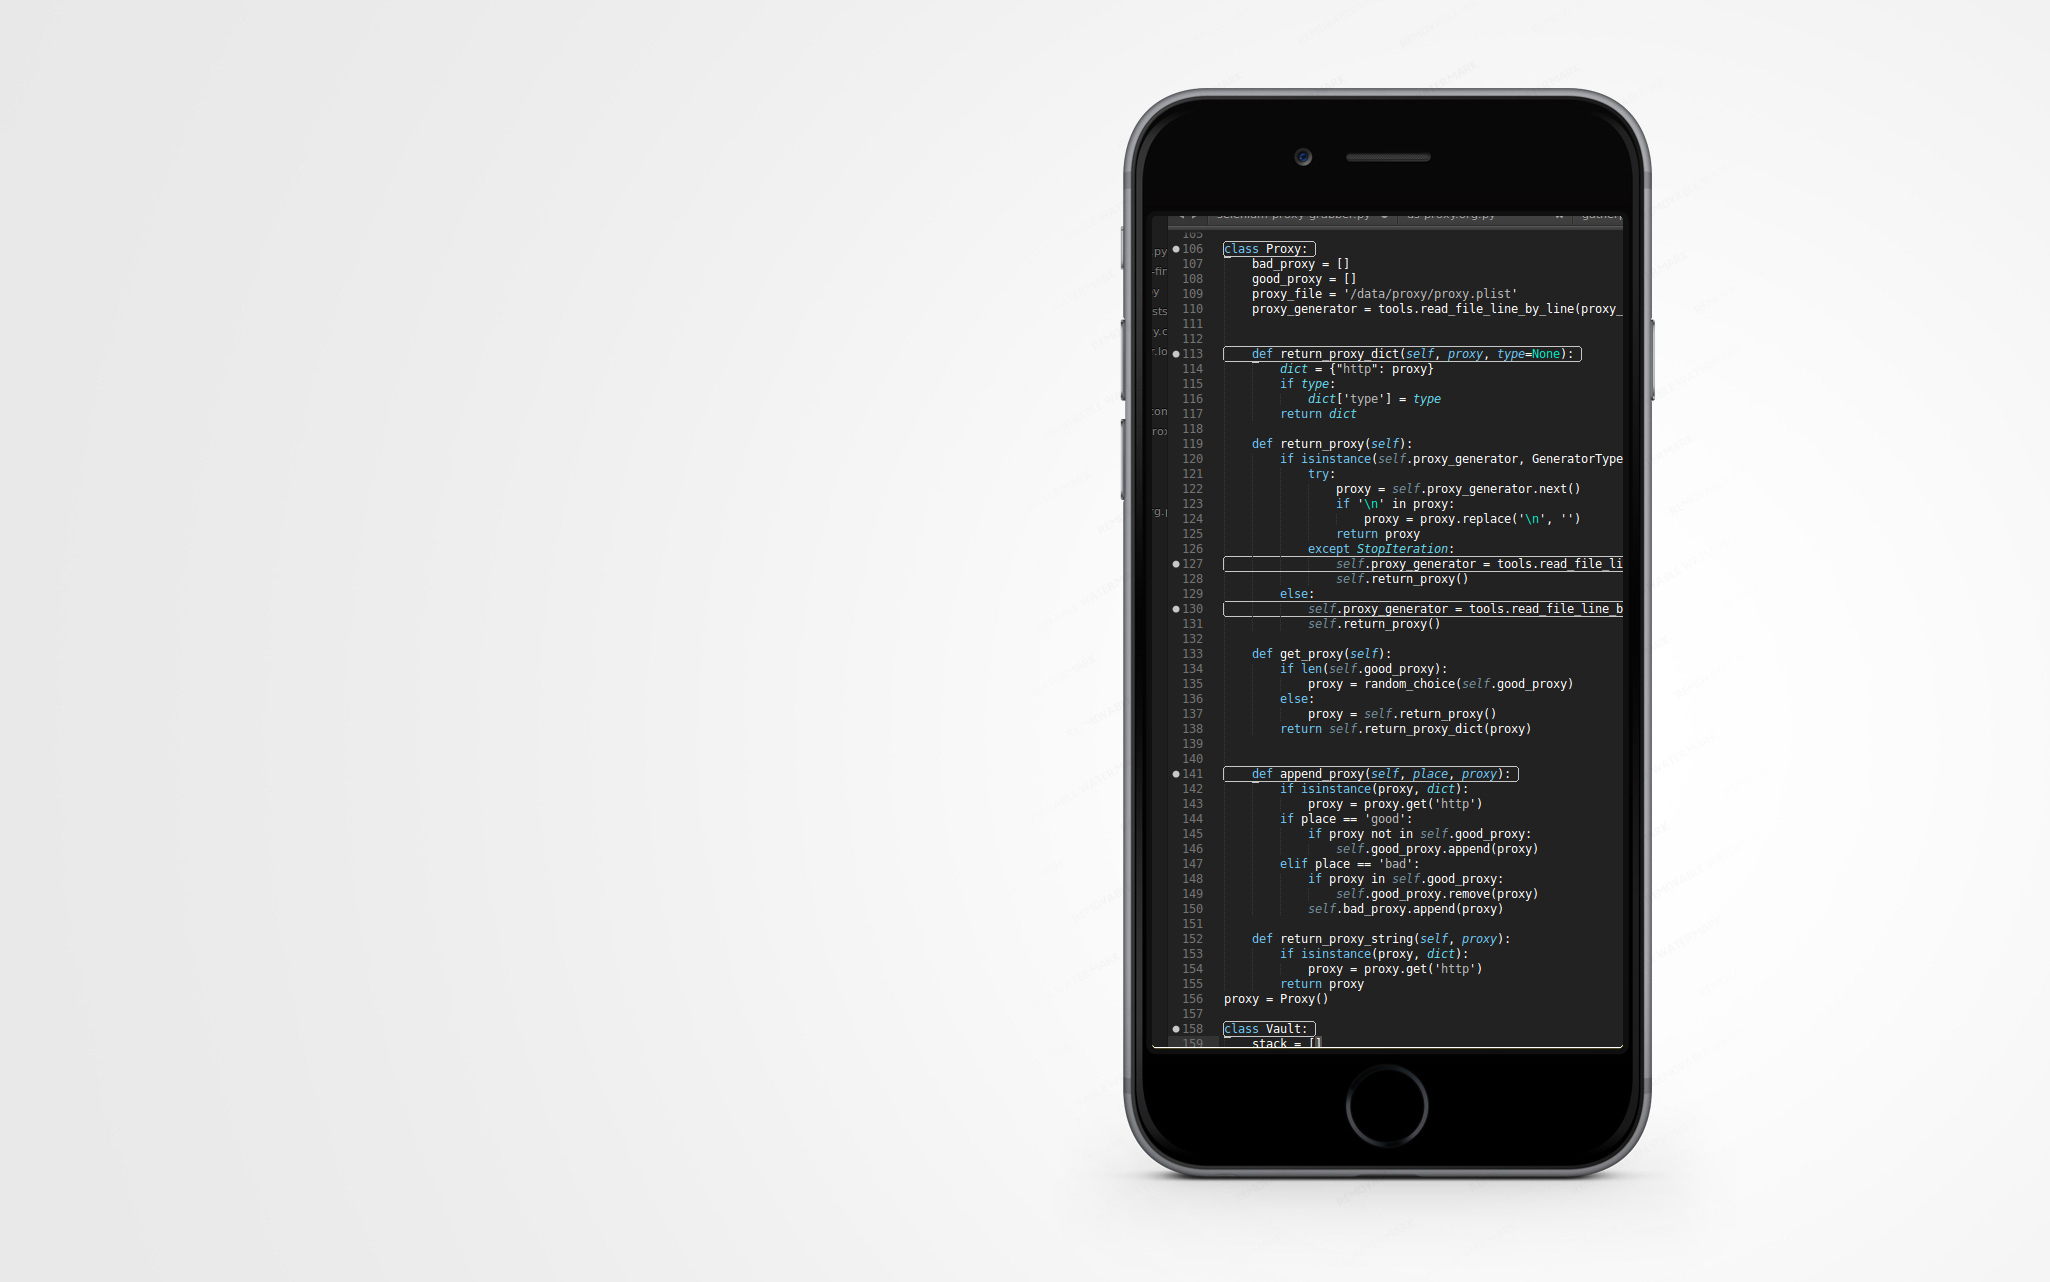 selenium-proxy-grabber.py
us-proxy.org.py
105
.py
106 class Proxy:
107     bad_proxy = []
-fir
108     good_proxy = []
109     proxy_file = '/data/proxy/proxy.plist'
110     proxy_generator = tools.read_file_line_by_line(proxy_
sts
111
112
113     def return_proxy_dict(self, proxy, type=None):
r.lo
114         dict = {"http": proxy}
115         if type:
116             dict['type'] = type
117         return dict
118
119     def return_proxy(self):
120         if isinstance(self.proxy_generator, GeneratorType
121             try:
122                 proxy = self.proxy_generator.next()
123                 if '\n' in proxy:
124                     proxy = proxy.replace('\n', '')
125                 return proxy
126             except StopIteration:
127                 self.proxy_generator = tools.read_file_li
128                 self.return_proxy()
129         else:
130             self.proxy_generator = tools.read_file_line_b
131             self.return_proxy()
132
133     def get_proxy(self):
134         if len(self.good_proxy):
135             proxy = random_choice(self.good_proxy)
136         else:
137             proxy = self.return_proxy()
138         return self.return_proxy_dict(proxy)
139
140
141     def append_proxy(self, place, proxy):
142         if isinstance(proxy, dict):
143             proxy = proxy.get('http')
144         if place == 'good':
145             if proxy not in self.good_proxy:
146                 self.good_proxy.append(proxy)
147         elif place == 'bad':
148             if proxy in self.good_proxy:
149                 self.good_proxy.remove(proxy)
150             self.bad_proxy.append(proxy)
151
152     def return_proxy_string(self, proxy):
153         if isinstance(proxy, dict):
154             proxy = proxy.get('http')
155         return proxy
156 proxy = Proxy()
157
158 class Vault:
159     stack = []